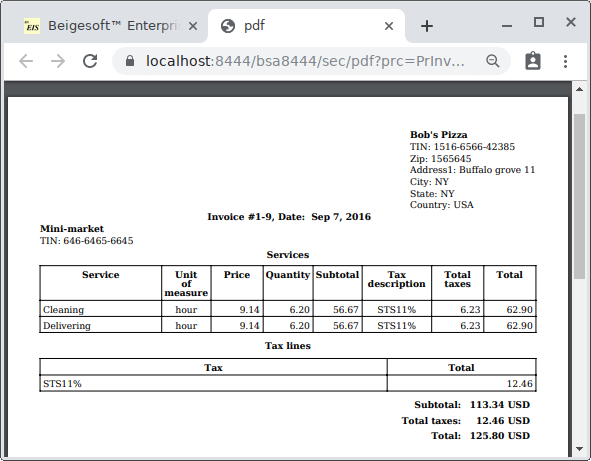 EIS Beigesoft™ Enterpri
pdf
localhost:8444/bsa8444/sec/pdf?prc=PrInv...
Bob's Pizza
TIN: 1516-6566-42385
Zip: 1565645
Address1: Buffalo grove 11
City: NY
State: NY
Country: USA
Invoice #1-9, Date: Sep 7, 2016
Mini-market
TIN: 646-6465-6645
Services
Service Unit of measure Price Quantity Subtotal Tax description Total taxes Total
Cleaning hour 9.14 6.20 56.67 STS11% 6.23 62.90
Delivering hour 9.14 6.20 56.67 STS11% 6.23 62.90
Tax lines
Tax Total
STS11% 12.46
Subtotal: 113.34 USD
Total taxes: 12.46 USD
Total: 125.80 USD